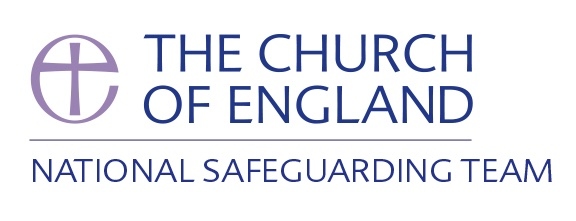 THE CHURCH
OF ENGLAND
NATIONAL SAFEGUARDING TEAM